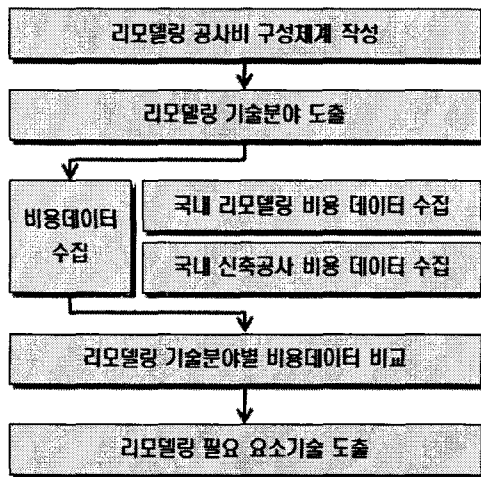 리모델링 공사비 구성체계 작성
리모델링 기술분야 도출
비용데이터
수집
국내 리모델링 비용 데이터 수집
국내 신축공사 비용 데이터 수집
리모델링 기술분야별 비용데이터 비교
리모델링 필요 요소기술 도출